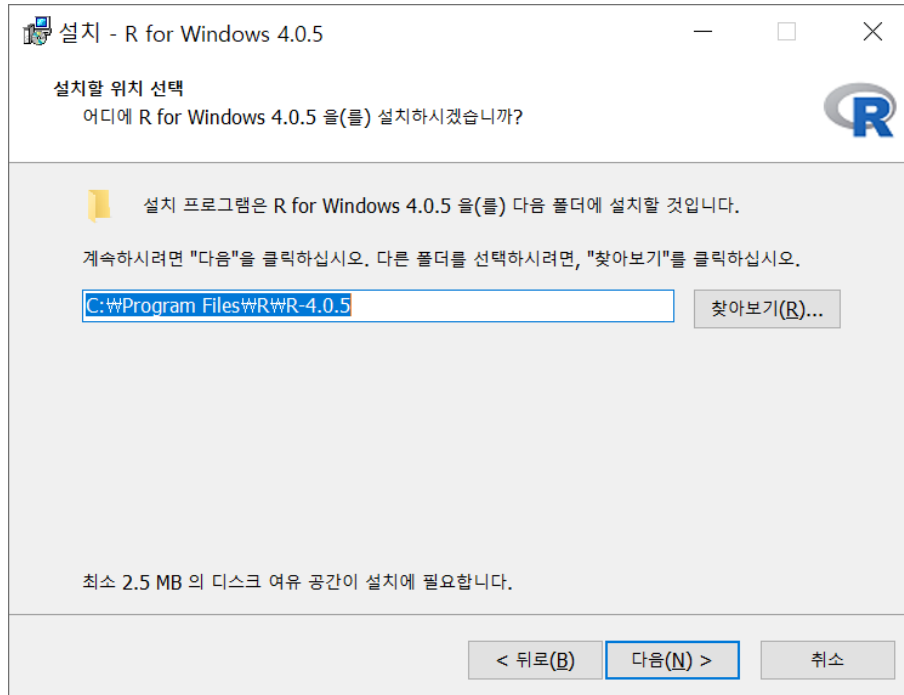 설치 - R for Windows 4.0.5
설치할 위치 선택
어디에 R for Windows 4.0.5 을(를) 설치하시겠습니까?
R
설치 프로그램은 R for Windows 4.0.5 을(를) 다음 폴더에 설치할 것입니다.
계속하시려면 "다음"을 클릭하십시오. 다른 폴더를 선택하시려면, "찾아보기"를 클릭하십시오.
C:₩Program Files₩R₩R-4.0.5
찾아보기(R)...
최소 2.5 MB 의 디스크 여유 공간이 설치에 필요합니다.
< 뒤로(B) 다음(N) > 취소